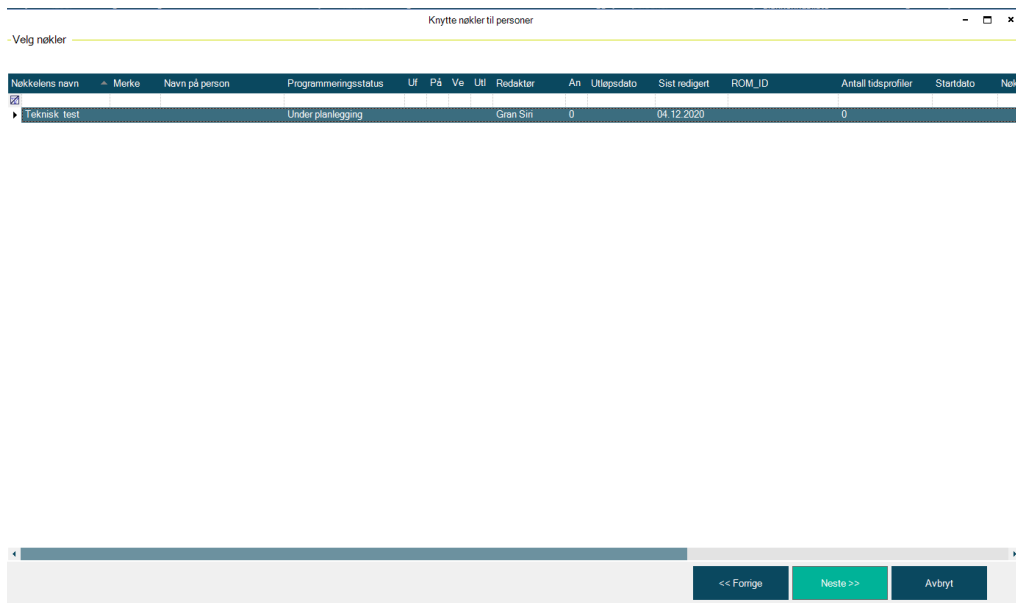 Knytte nøkler til personer
Velg nøkler
Nøkkelens navn Merke Navn på person Programmeringsstatus Uf På Ve Utl Redaktør An Utløpsdato Sist redigert ROM_ID Antall tidsprofiler Startdato Nøk
Teknisk test Under planlegging Gran Siri 0 04.12.2020 0
<< Forrige Neste >> Avbryt